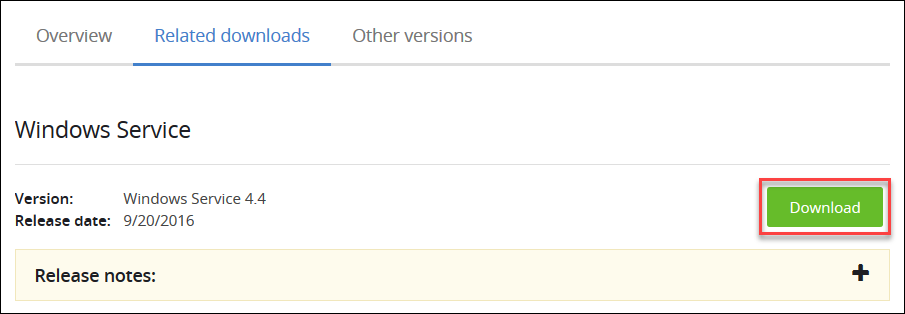 Overview Related downloads Other versions
Windows Service
Version: Windows Service 4.4
Release date: 9/20/2016
Download
Release notes: